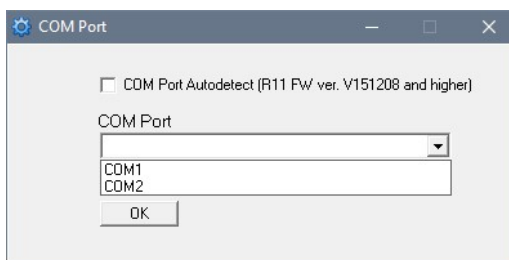 COM Port
COM Port Autodetect (R11 FW ver. V151208 and higher)
COM Port
COM1
COM2
OK